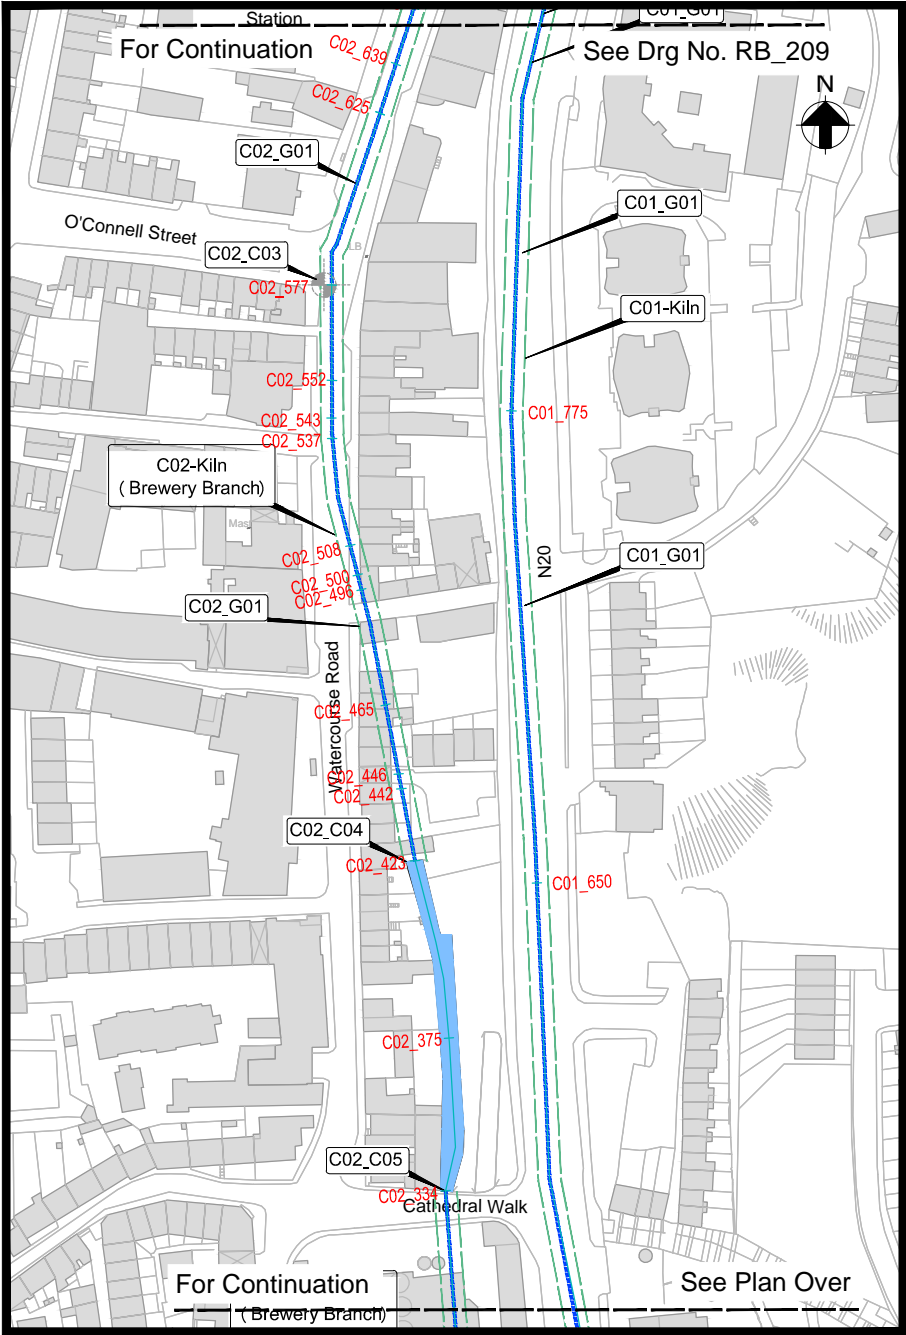 Station
C01_G01
For Continuation
See Drg No. RB_209
C02_639
N
C02_625
C02_G01
C01_G01
O'Connell Street
LB
C02_C03
C02_577
C01-Kiln
C02_552
C01_775
C02_543
C02_537
C02-Kiln
( Brewery Branch)
Mast
C02_508
N20
C01_G01
C02_500
C02_496
C02_G01
Watercourse Road
C02_465
C02_446
C02_442
C02_C04
C02_423
C01_650
C02_375
C02_C05
C02_334
Cathedral Walk
For Continuation
See Plan Over
( Brewery Branch)